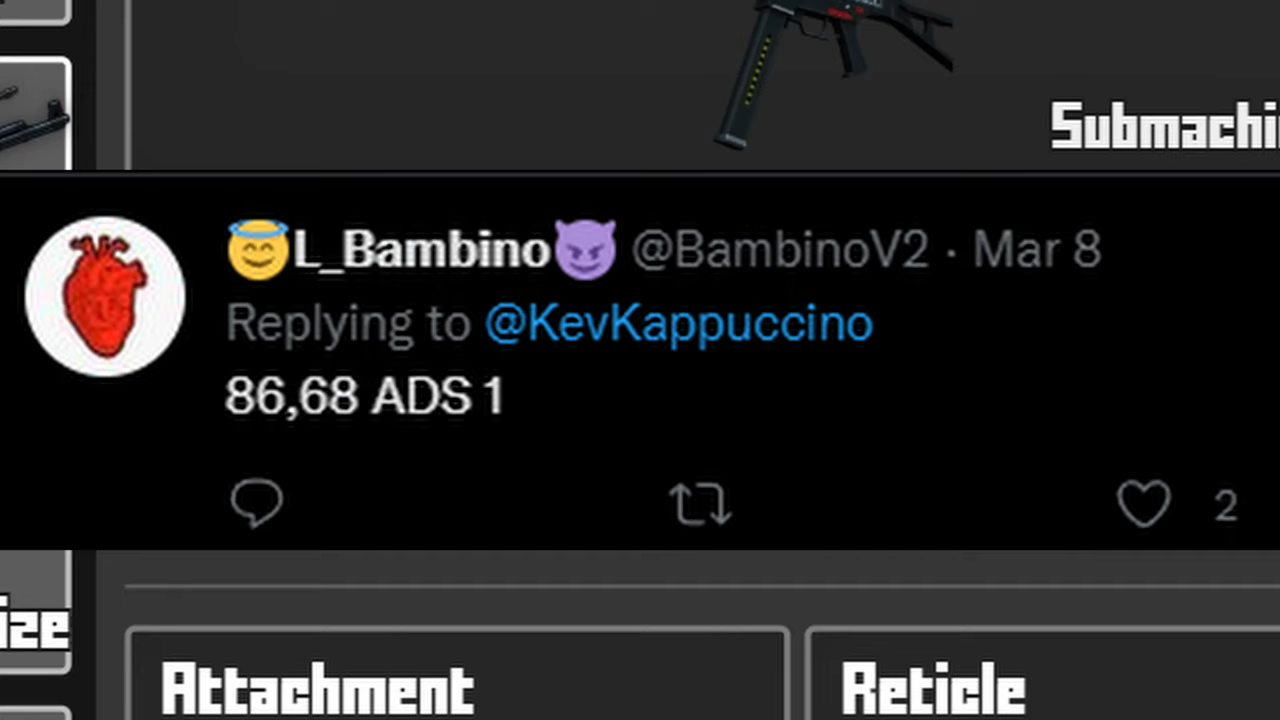 Submachi
😇L_Bambino😈 @BambinoV2 · Mar 8
Replying to @KevKappuccino
86,68 ADS 1
2
ize
Attachment
Reticle